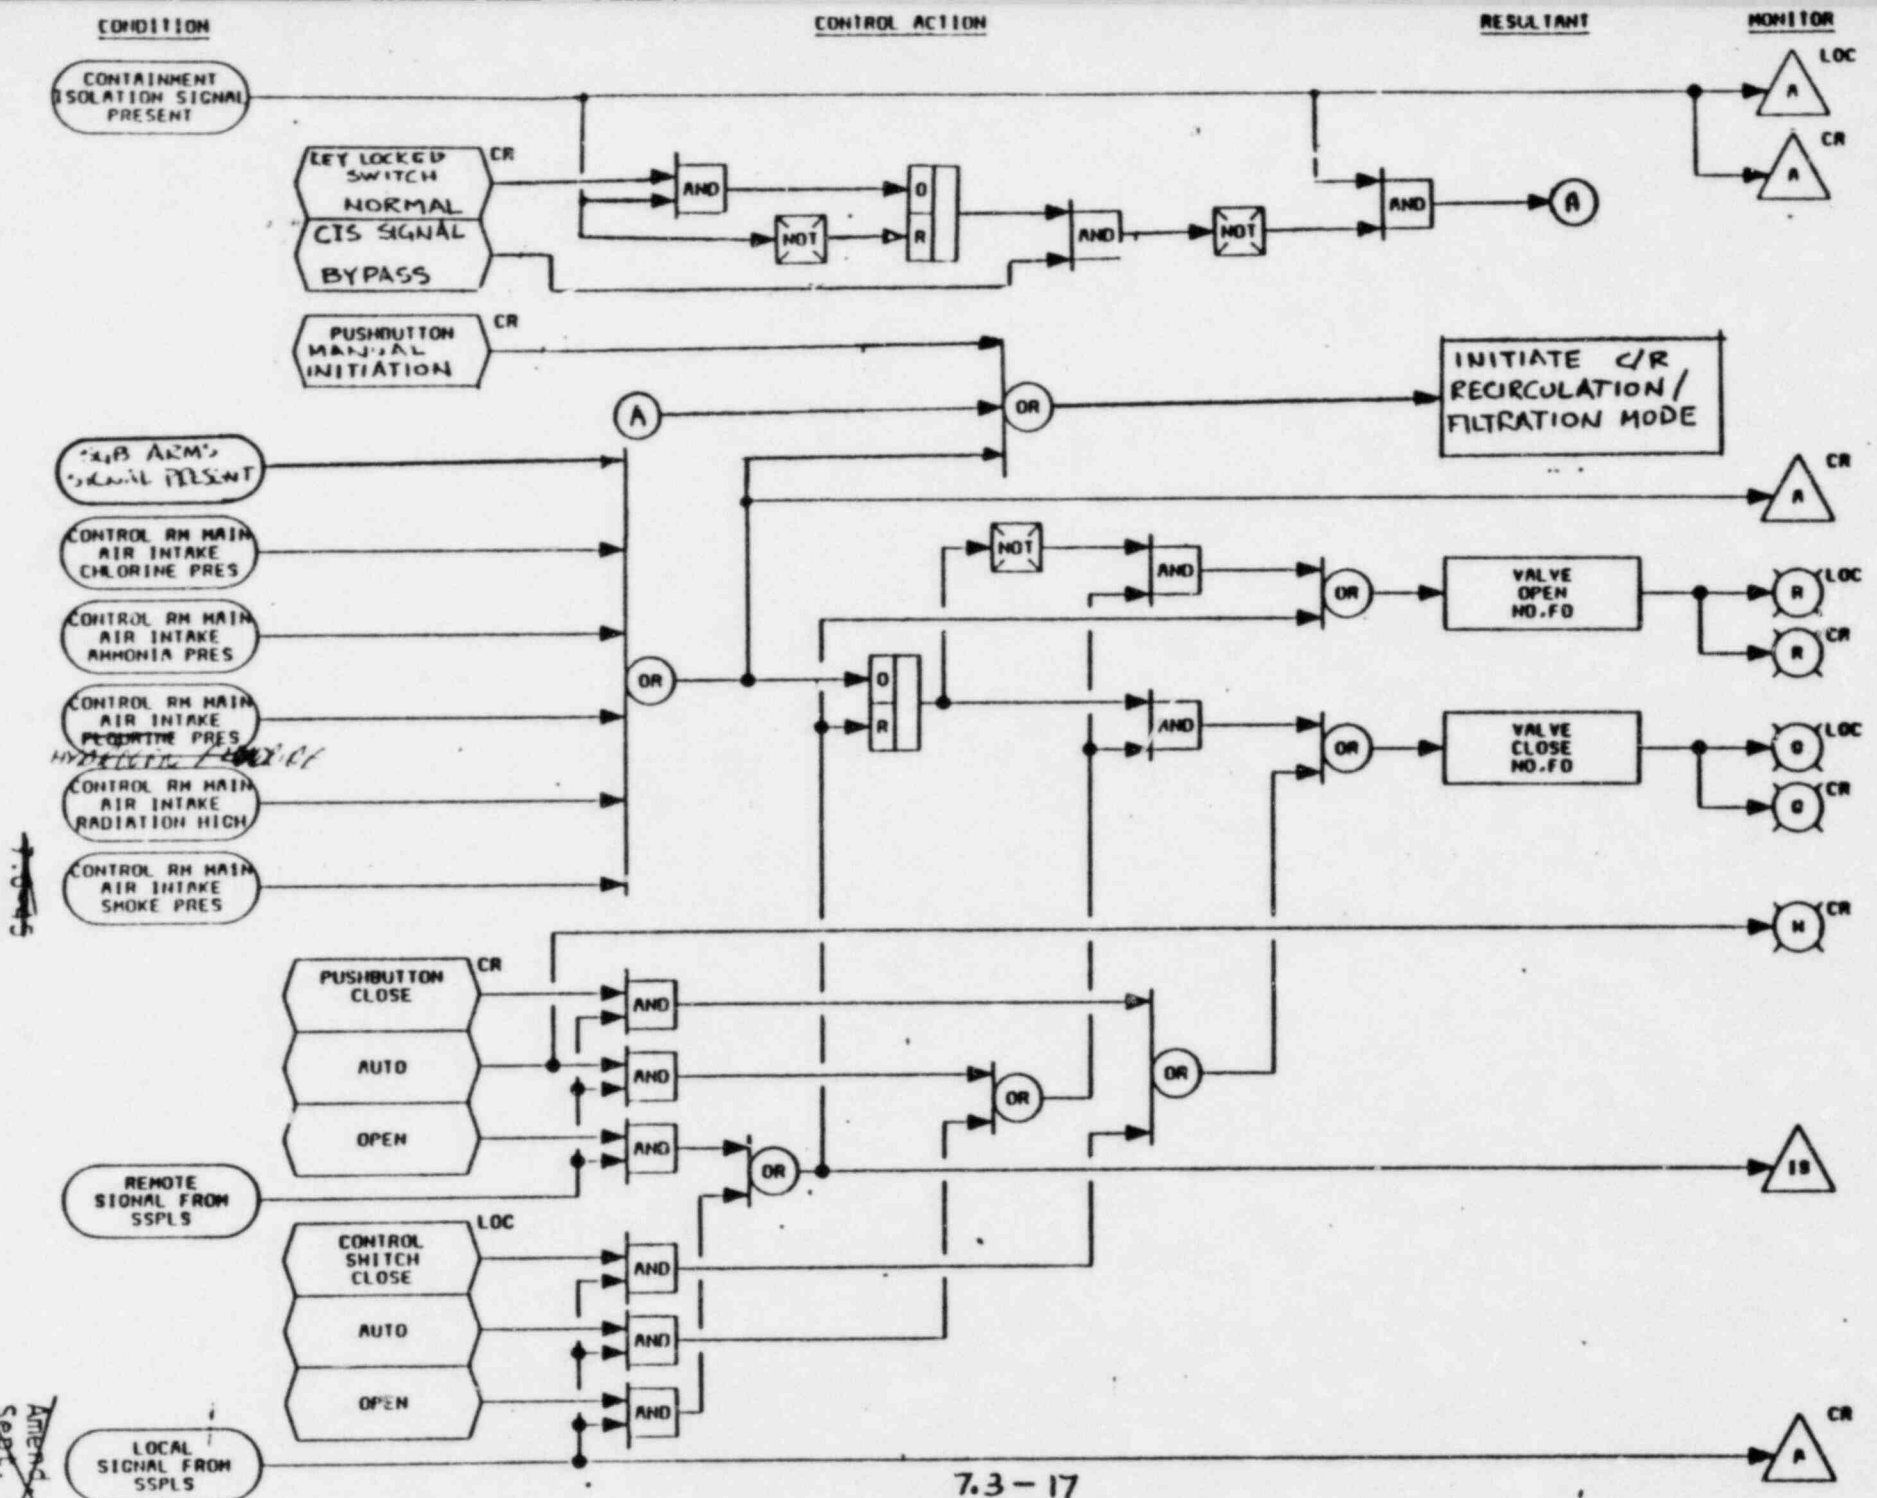 CONDITION
CONTROL ACTION
RESULTANT
MONITOR
CONTAINMENT
ISOLATION SIGNAL
PRESENT
LOC
A
CR
A
KEY LOCKED
SWITCH
NORMAL
CR
CIS SIGNAL
BYPASS
AND
O
R
NOT
AND
NOT
AND
A
PUSHBUTTON
MANUAL
INITIATION
CR
A
OR
INITIATE C/R
RECIRCULATION/
FILTRATION MODE
ARMS
SIGNAL PRESENT
A
CR
CONTROL RM MAIN
AIR INTAKE
CHLORINE PRES
NOT
AND
OR
VALVE
OPEN
NO.FO
R
LOC
R
CR
CONTROL RM MAIN
AIR INTAKE
AMMONIA PRES
OR
O
R
CONTROL RM MAIN
AIR INTAKE
PRES
HYDROGEN
AND
OR
VALVE
CLOSE
NO.FO
G
LOC
G
CR
CONTROL RM MAIN
AIR INTAKE
RADIATION HIGH
CONTROL RM MAIN
AIR INTAKE
SMOKE PRES
W
CR
PUSHBUTTON
CLOSE
CR
AND
AUTO
AND
OPEN
AND
OR
OR
OR
REMOTE
SIGNAL FROM
SSPLS
IS
CONTROL
SWITCH
CLOSE
LOC
AND
AUTO
AND
OPEN
AND
LOCAL
SIGNAL FROM
SSPLS
A
CR
Amend.
Sept.
7.3-17